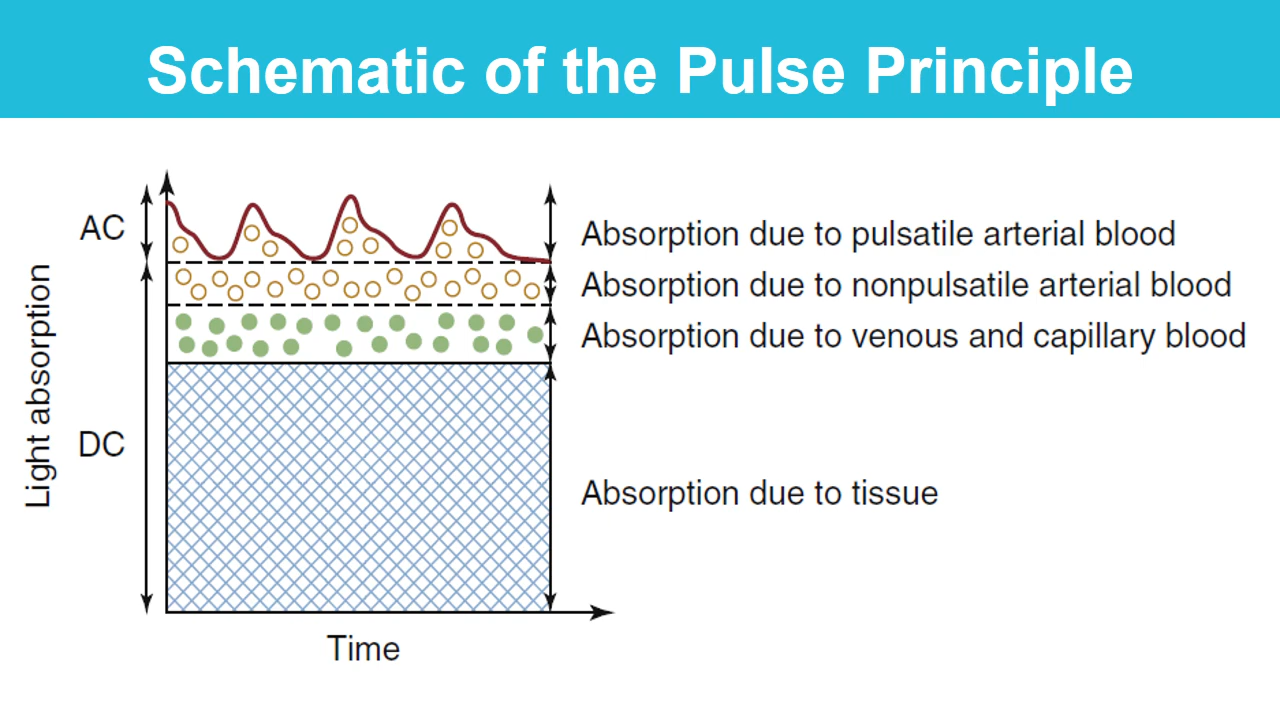 Schematic of the Pulse Principle
AC
Absorption due to pulsatile arterial blood
Absorption due to nonpulsatile arterial blood
Absorption due to venous and capillary blood
Light absorption
DC
Absorption due to tissue
Time